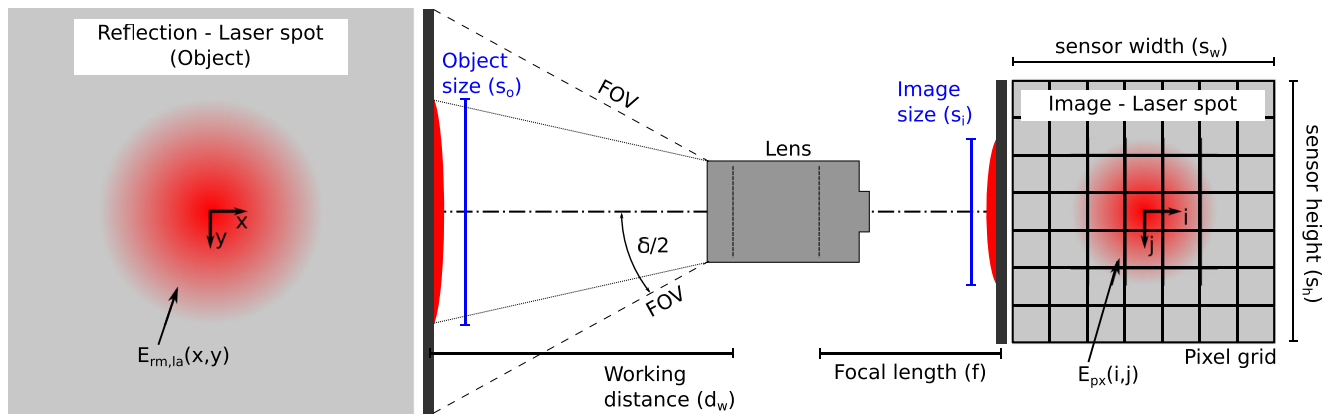 Reflection - Laser spot
(Object)
x
y
E_rm,la(x,y)
Object
size (s_o)
FOV
δ/2
FOV
Lens
Working
distance (d_w)
Focal length (f)
Image
size (s_i)
sensor width (s_w)
Image - Laser spot
i
j
sensor height (s_h)
Pixel grid
E_px(i,j)